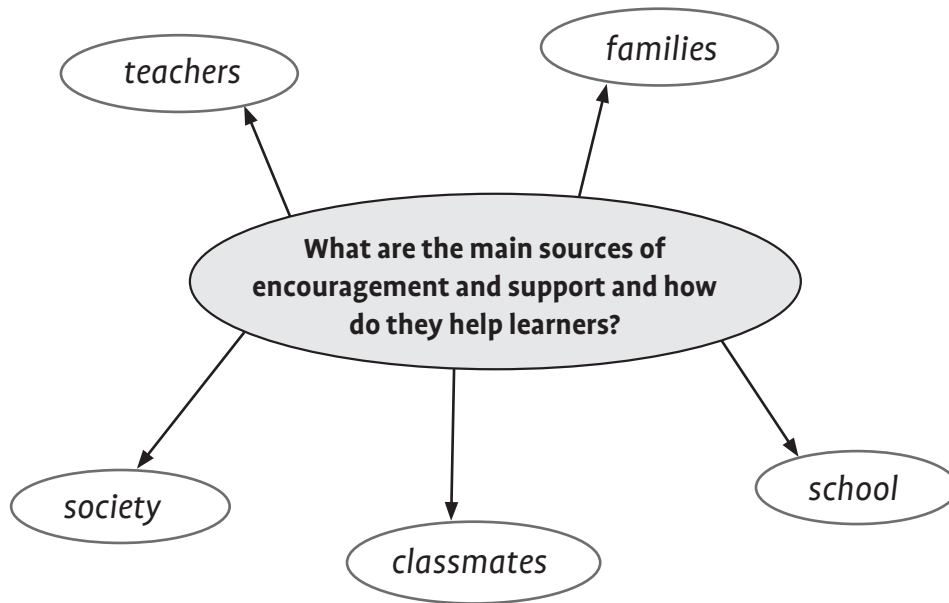 teachers
families
What are the main sources of
encouragement and support and how
do they help learners?
society
classmates
school